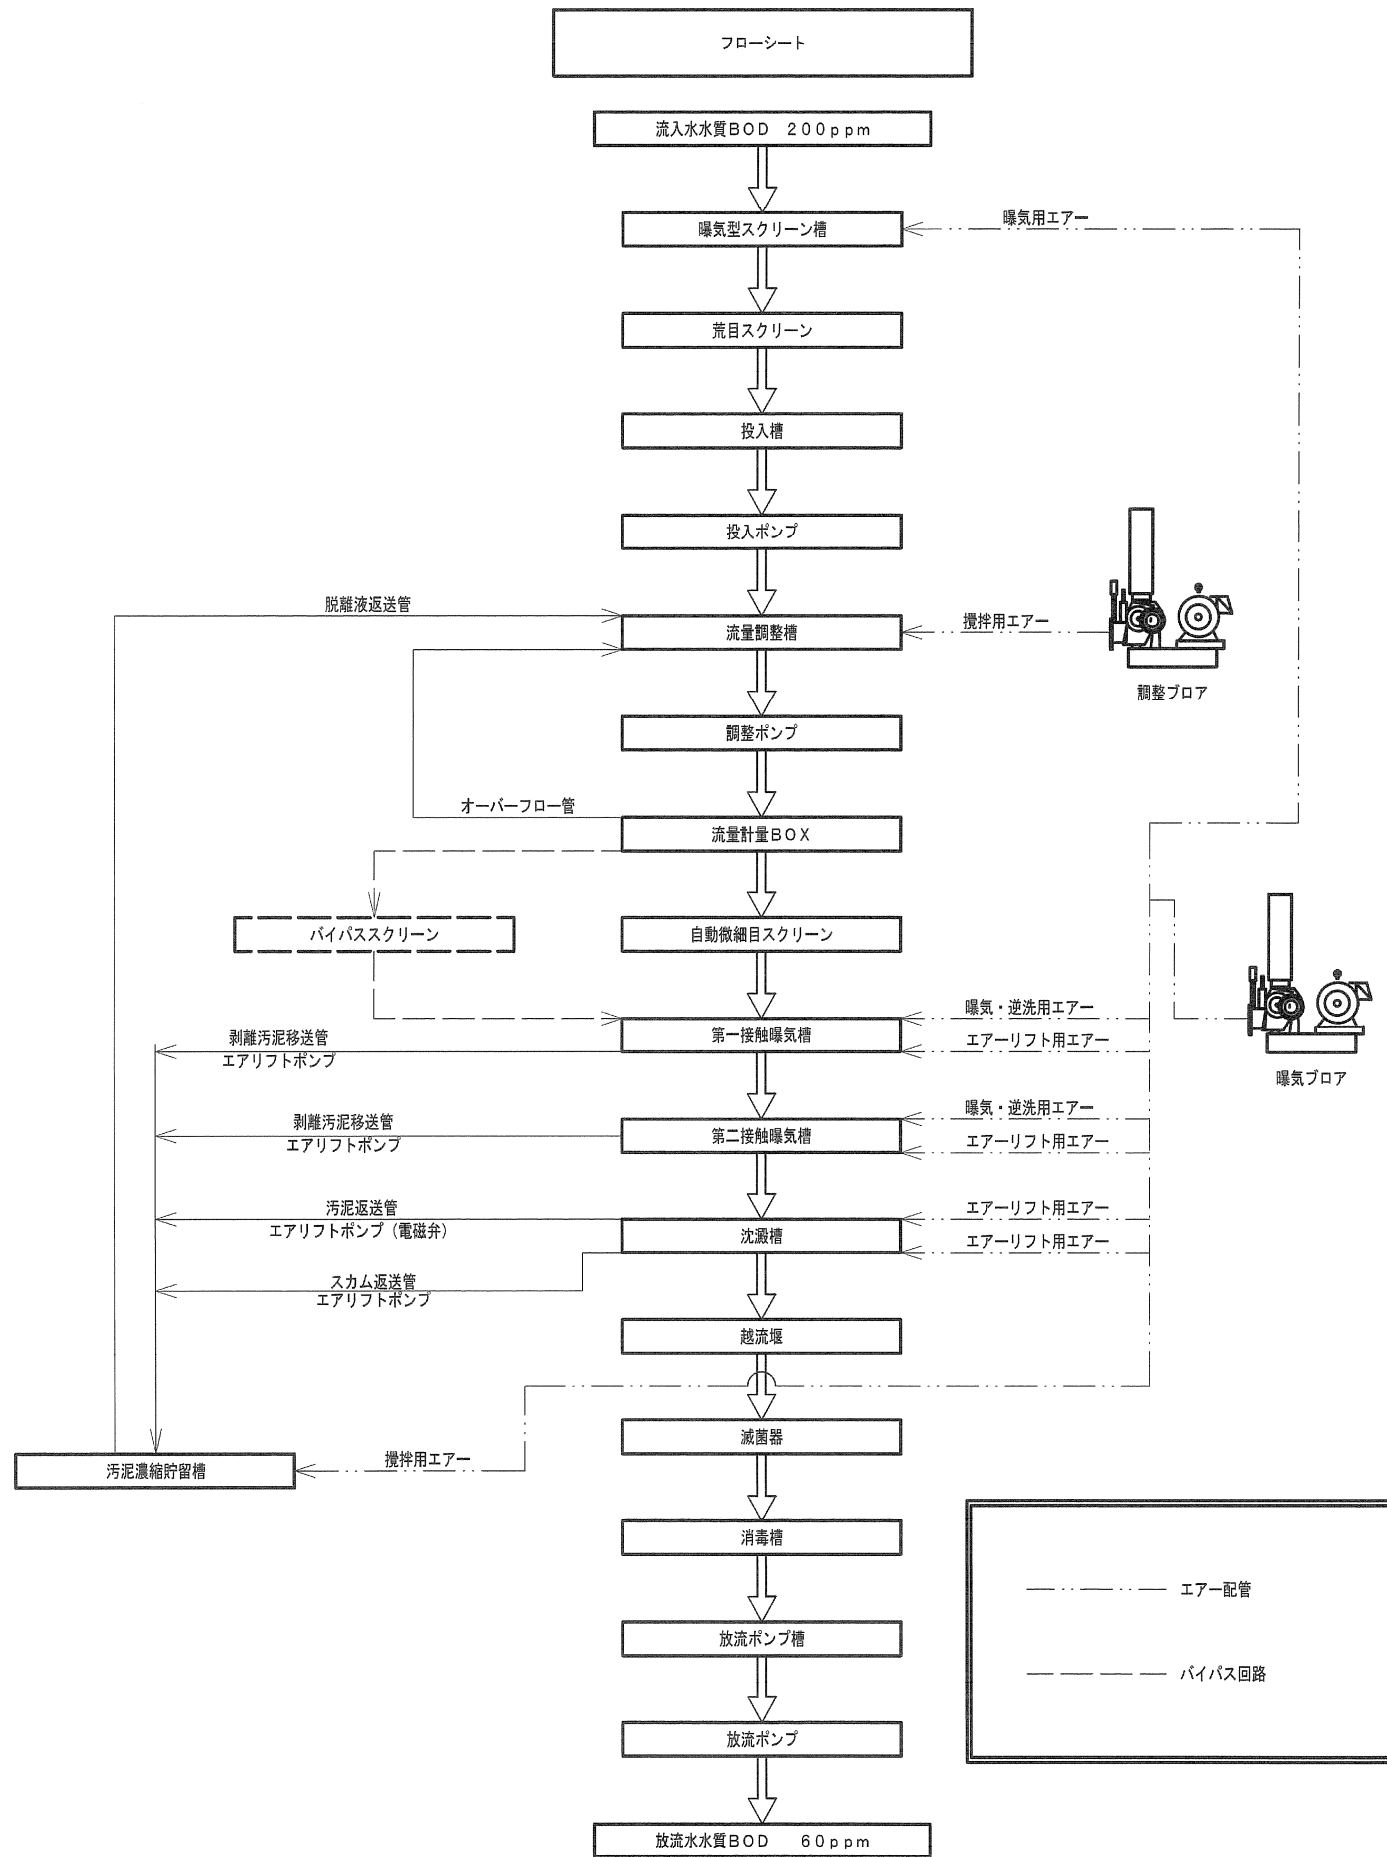 フローシート
流入水水質BOD　200ppm
曝気用エアー
曝気型スクリーン槽
荒目スクリーン
投入槽
投入ポンプ
脱離液返送管
流量調整槽
攪拌用エアー
調整ブロア
調整ポンプ
オーバーフロー管
流量計量BOX
バイパススクリーン
自動微細目スクリーン
曝気・逆洗用エアー
剥離汚泥移送管
第一接触曝気槽
エアーリフト用エアー
エアリフトポンプ
曝気ブロア
曝気・逆洗用エアー
剥離汚泥移送管
第二接触曝気槽
エアーリフト用エアー
エアリフトポンプ
汚泥返送管
エアーリフト用エアー
エアリフトポンプ（電磁弁）
沈澱槽
エアーリフト用エアー
スカム返送管
エアリフトポンプ
越流堰
滅菌器
攪拌用エアー
汚泥濃縮貯留槽
消毒槽
エアー配管
放流ポンプ槽
バイパス回路
放流ポンプ
放流水水質BOD　60ppm